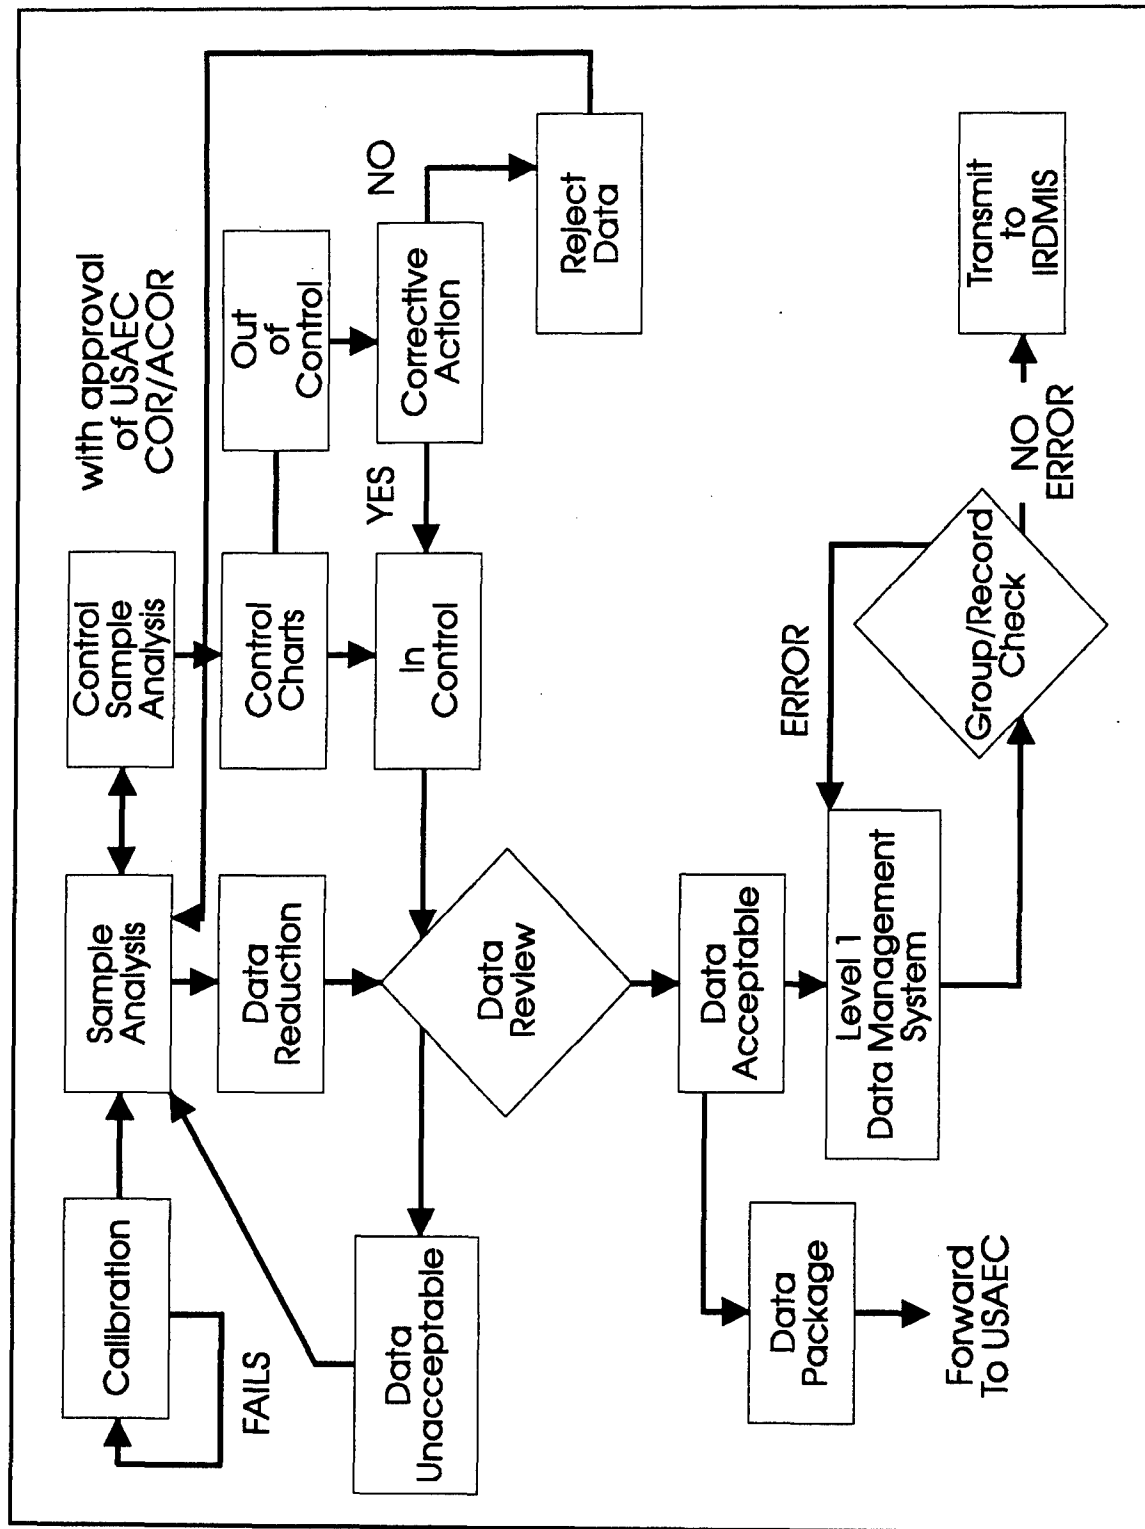 Calibration
FAILS
Sample
Analysis
Control
Sample
Analysis
with approval
of USAEC
COR/ACOR
Data
Reduction
Control
Charts
Out
of
Control
Data
Unacceptable
Data
Review
In
Control
YES
Corrective
Action
NO
Reject
Data
Data
Acceptable
Data
Package
Forward
To USAEC
Level 1
Data Management
System
ERROR
Group/Record
Check
NO
ERROR
Transmit
to
IRDMIS